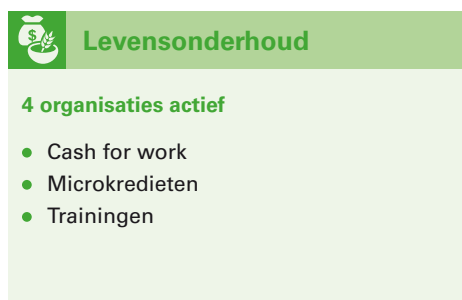 Levensonderhoud
4 organisaties actief
• Cash for work
• Microkredieten
• Trainingen